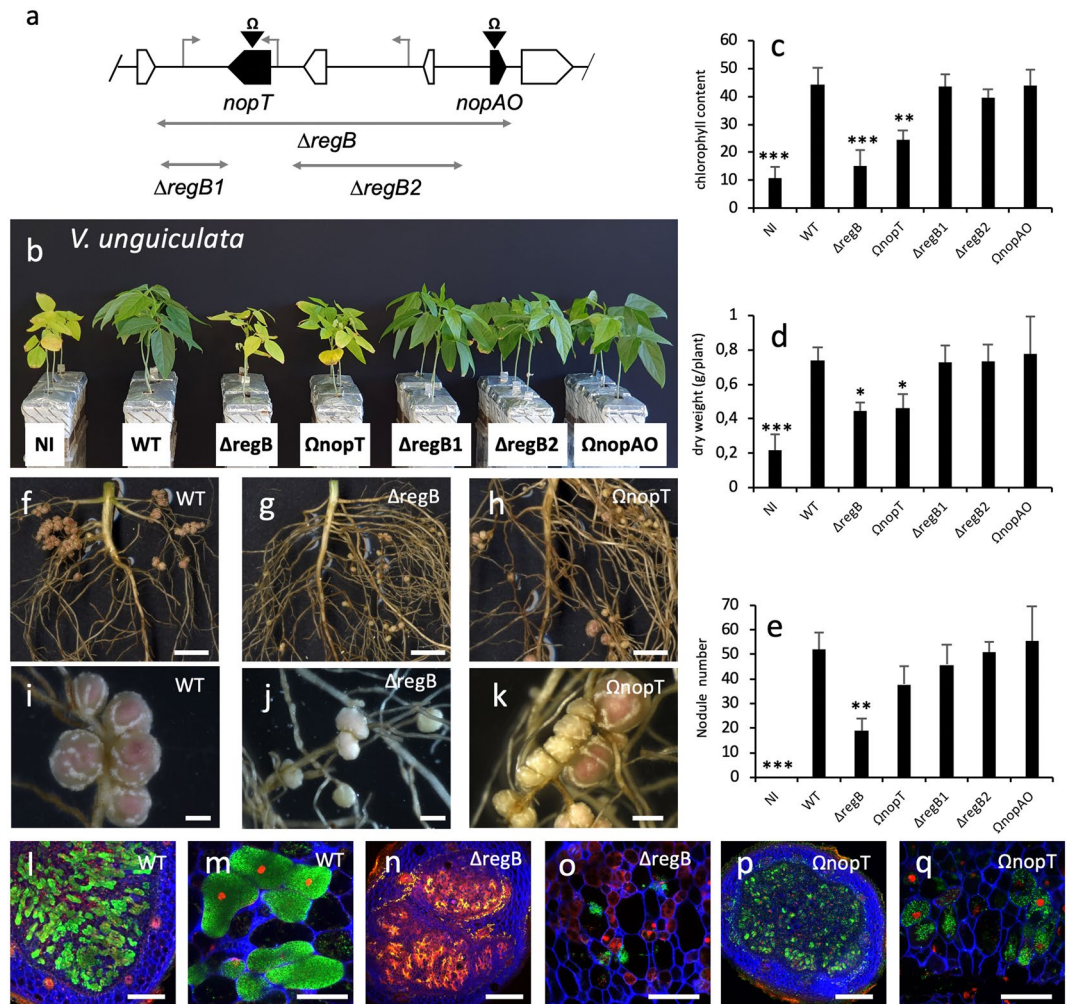 a
Ω
Ω
nopT
nopAO
ΔregB
ΔregB1
ΔregB2
b
V. unguiculata
NI
WT
ΔregB
ΩnopT
ΔregB1
ΔregB2
ΩnopAO
c
chlorophyll content
60
50
40
30
20
10
0
***
***
**
NI
WT
ΔregB
ΩnopT
ΔregB1
ΔregB2
ΩnopAO
d
dry weight (g/plant)
1
0,8
0,6
0,4
0,2
0
***
*
*
NI
WT
ΔregB
ΩnopT
ΔregB1
ΔregB2
ΩnopAO
e
Nodule number
70
60
50
40
30
20
10
0
***
**
NI
WT
ΔregB
ΩnopT
ΔregB1
ΔregB2
ΩnopAO
f
WT
g
ΔregB
h
ΩnopT
i
WT
j
ΔregB
k
ΩnopT
l
WT
m
WT
n
ΔregB
o
ΔregB
p
ΩnopT
q
ΩnopT